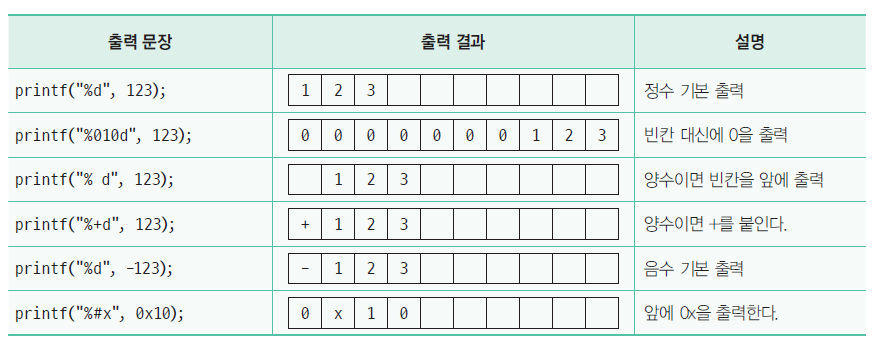 출력 문장 출력 결과 설명
printf("%d", 123); 1 2 3 정수 기본 출력
printf("%010d", 123); 0 0 0 0 0 0 0 1 2 3 빈칸 대신에 0을 출력
printf("% d", 123); 1 2 3 양수이면 빈칸을 앞에 출력
printf("%+d", 123); + 1 2 3 양수이면 +를 붙인다.
printf("%d", -123); - 1 2 3 음수 기본 출력
printf("%#x", 0x10); 0 x 1 0 앞에 0x을 출력한다.